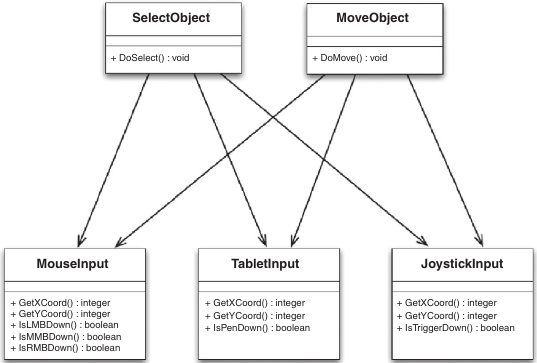 SelectObject
+ DoSelect() : void
MoveObject
+ DoMove() : void
MouseInput
+ GetXCoord() : integer
+ GetYCoord() : integer
+ IsLMBDown() : boolean
+ IsMMBDown() : boolean
+ IsRMBDown() : boolean
TabletInput
+ GetXCoord() : integer
+ GetYCoord() : integer
+ IsPenDown() : boolean
JoystickInput
+ GetXCoord() : integer
+ GetYCoord() : integer
+ IsTriggerDown() : boolean